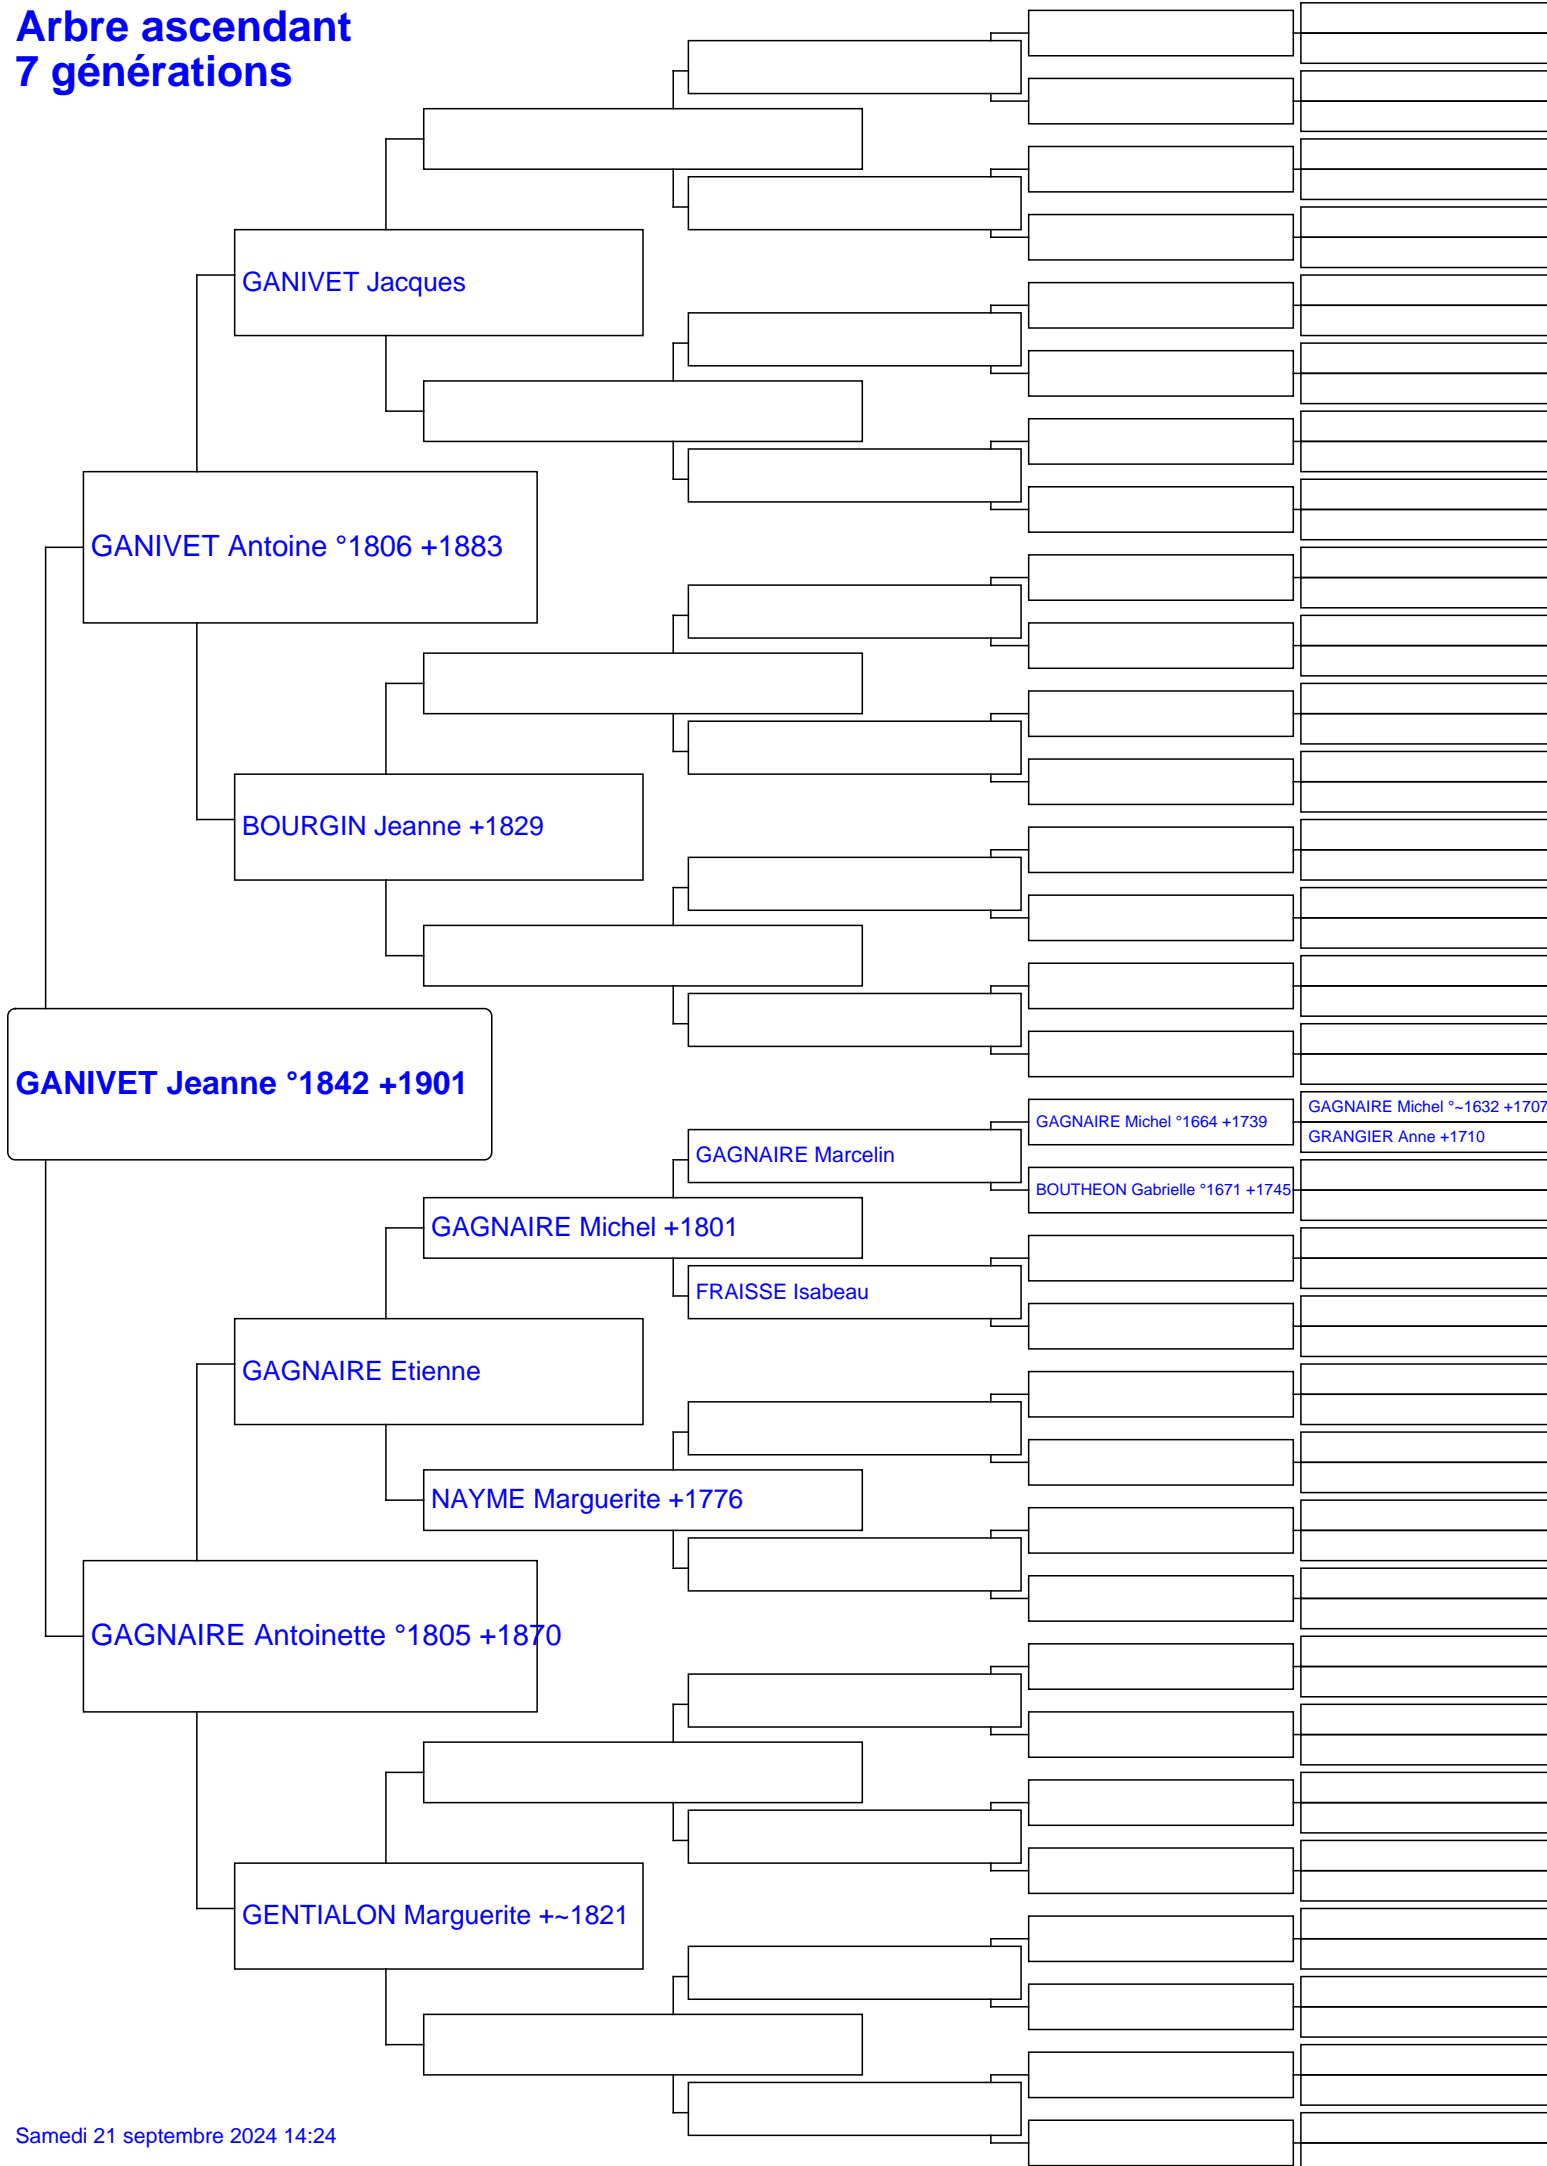 Arbre ascendant
7 générations
GANIVET Jacques
GANIVET Antoine °1806 +1883
BOURGIN Jeanne +1829
GANIVET Jeanne °1842 +1901
GAGNAIRE Michel °~1632 +1707
GAGNAIRE Michel °1664 +1739
GRANGIER Anne +1710
GAGNAIRE Marcelin
BOUTHEON Gabrielle °1671 +1745
GAGNAIRE Michel +1801
FRAISSE Isabeau
GAGNAIRE Etienne
NAYME Marguerite +1776
GAGNAIRE Antoinette °1805 +1870
GENTIALON Marguerite +~1821
Samedi 21 septembre 2024 14:24